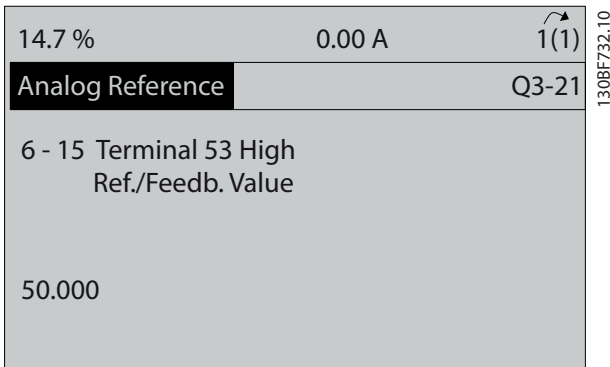 14.7 % 0.00 A 1(1)
Analog Reference Q3-21
6 - 15 Terminal 53 High
Ref./Feedb. Value
50.000
130BF732.10